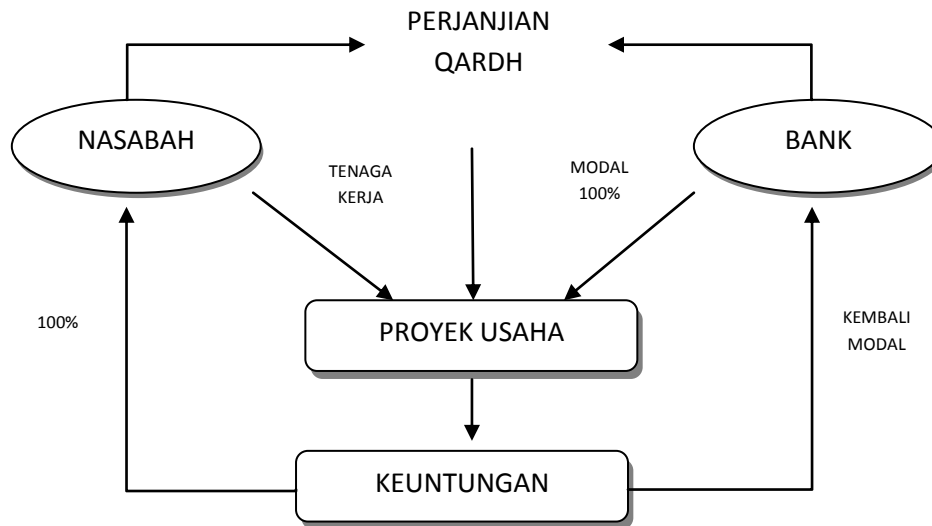 PERJANJIAN
QARDH
NASABAH
BANK
TENAGA
KERJA
MODAL
100%
100%
PROYEK USAHA
KEMBALI
MODAL
KEUNTUNGAN